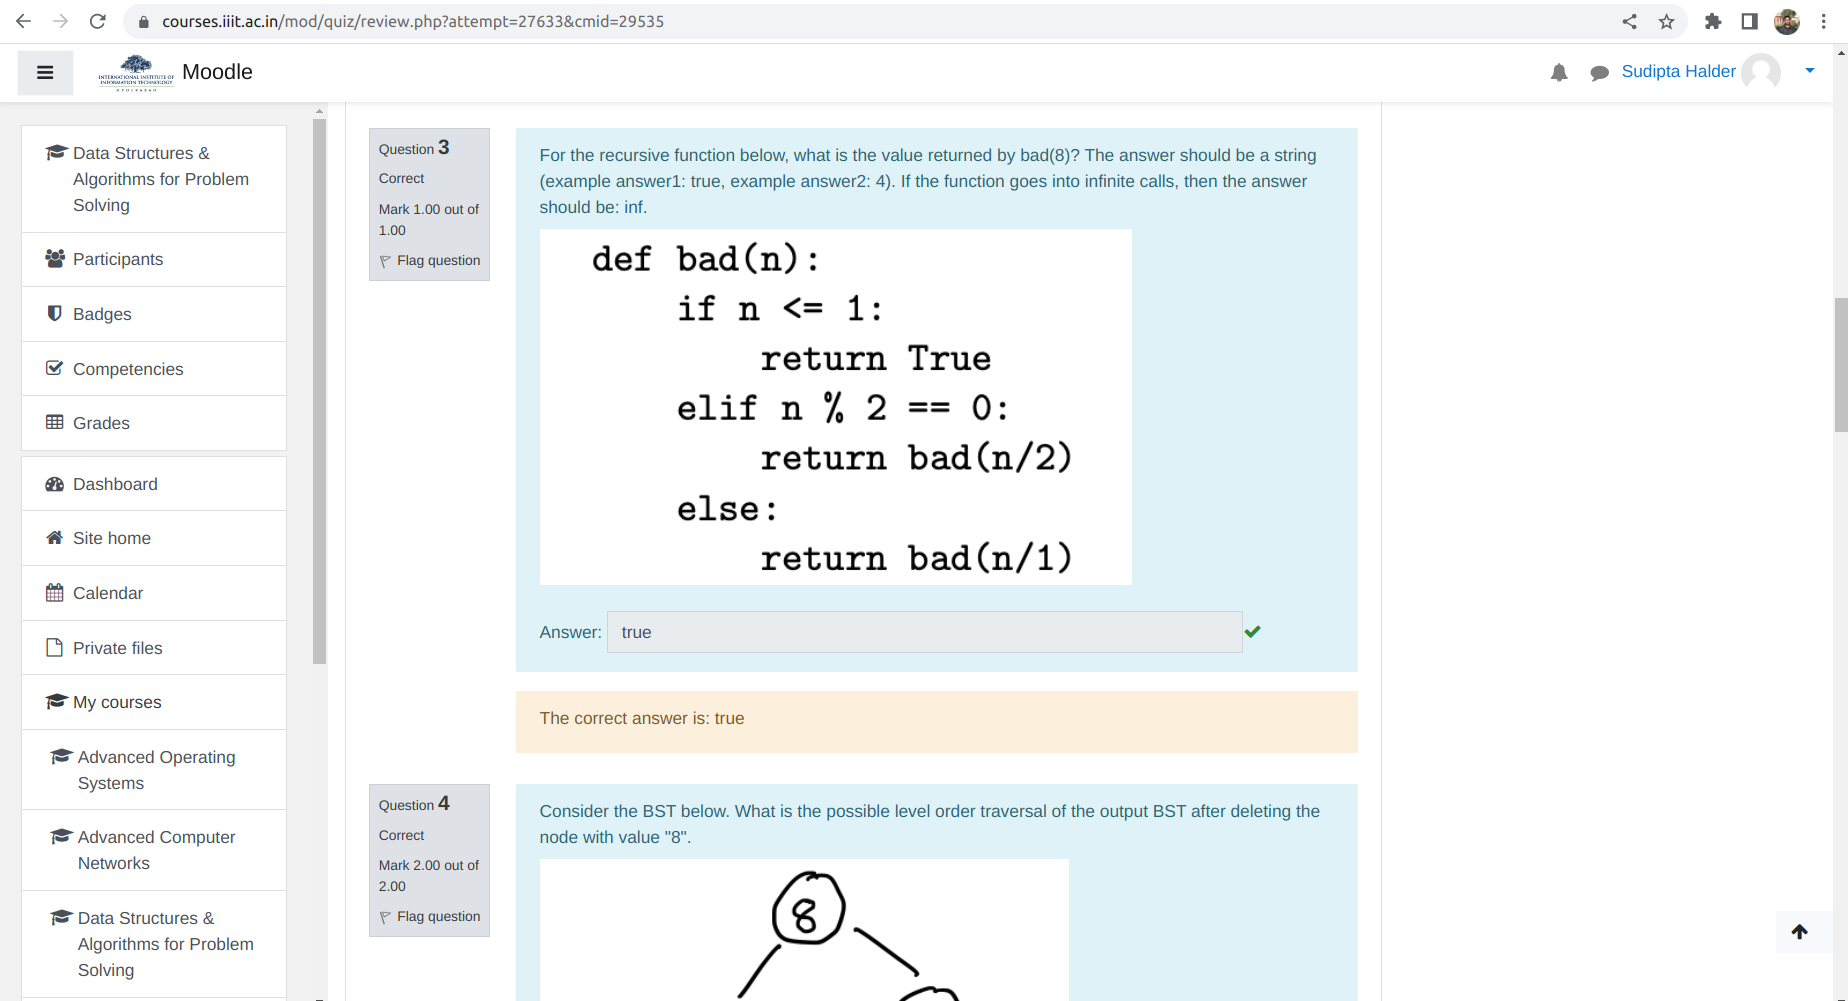 courses.iiit.ac.in/mod/quiz/review.php?attempt=27633&cmid=29535
INTERNATIONAL INSTITUTE OF
INFORMATION TECHNOLOGY
HYDERABAD
Moodle
Sudipta Halder
Data Structures &
Algorithms for Problem
Solving
Participants
Badges
Competencies
Grades
Dashboard
Site home
Calendar
Private files
My courses
Advanced Operating
Systems
Advanced Computer
Networks
Data Structures &
Algorithms for Problem
Solving
Question 3
Correct
Mark 1.00 out of
1.00
Flag question
For the recursive function below, what is the value returned by bad(8)? The answer should be a string
(example answer1: true, example answer2: 4). If the function goes into infinite calls, then the answer
should be: inf.
def bad(n):
if n <= 1:
return True
elif n % 2 == 0:
return bad(n/2)
else:
return bad(n/1)
Answer: true
The correct answer is: true
Question 4
Correct
Mark 2.00 out of
2.00
Flag question
Consider the BST below. What is the possible level order traversal of the output BST after deleting the
node with value "8".
8